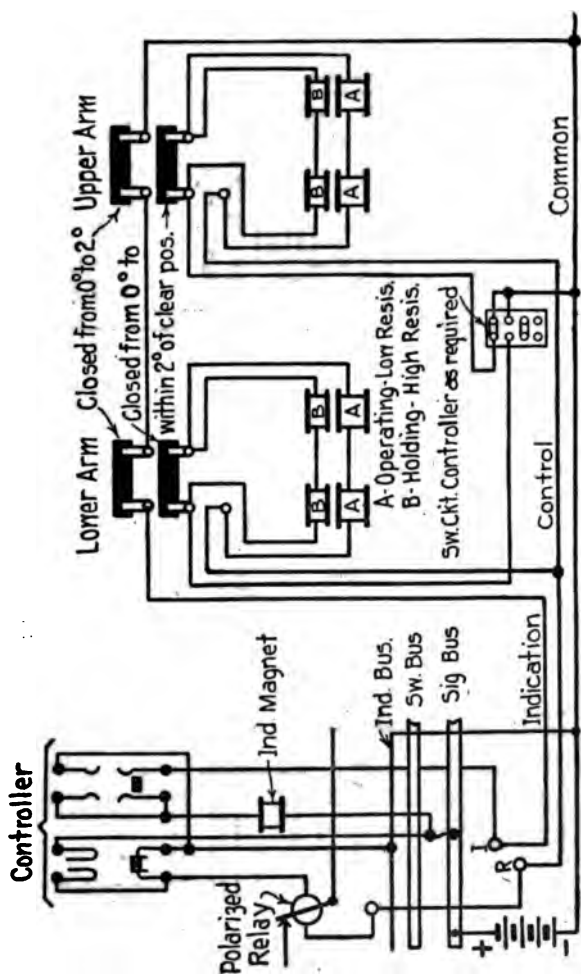 Controller
Lower Arm
Closed from 0° to 2°
Upper Arm
Closed from 0° to
within 2° of clear pos.
B
A
B
A
B
A
B
A
A-Operating-Low Resis.
B-Holding-High Resis.
Sw.Ckt.Controller as required
Ind. Magnet
Polarized
Relay
Ind. Bus.
Sw. Bus
Sig Bus
Indication
Control
Common
I
R
+
-